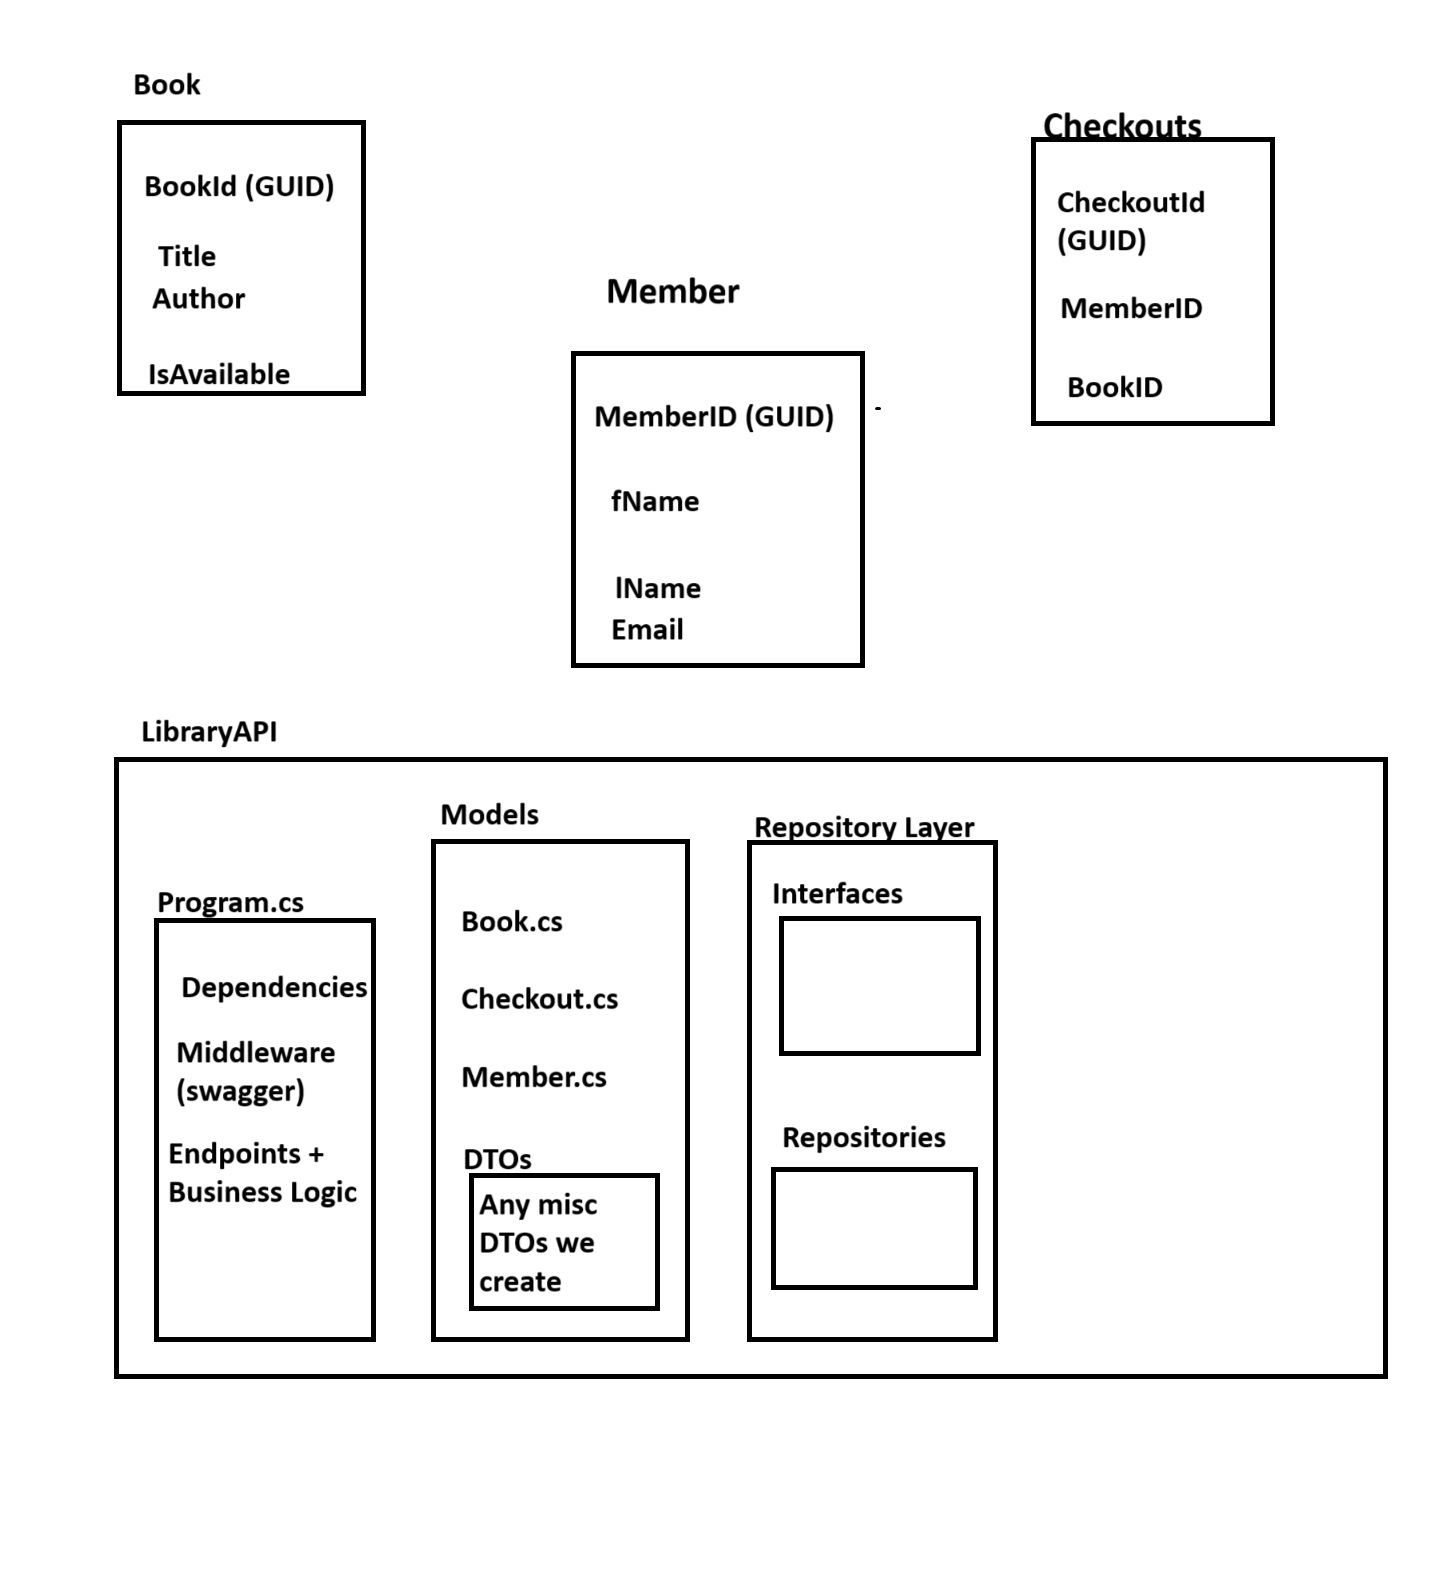 Book
BookId (GUID)
Title
Author
IsAvailable
Member
MemberID (GUID)
fName
lName
Email
Checkouts
CheckoutId
(GUID)
MemberID
BookID
LibraryAPI
Program.cs
Dependencies
Middleware
(swagger)
Endpoints +
Business Logic
Models
Book.cs
Checkout.cs
Member.cs
DTOs
Any misc
DTOs we
create
Repository Layer
Interfaces
Repositories